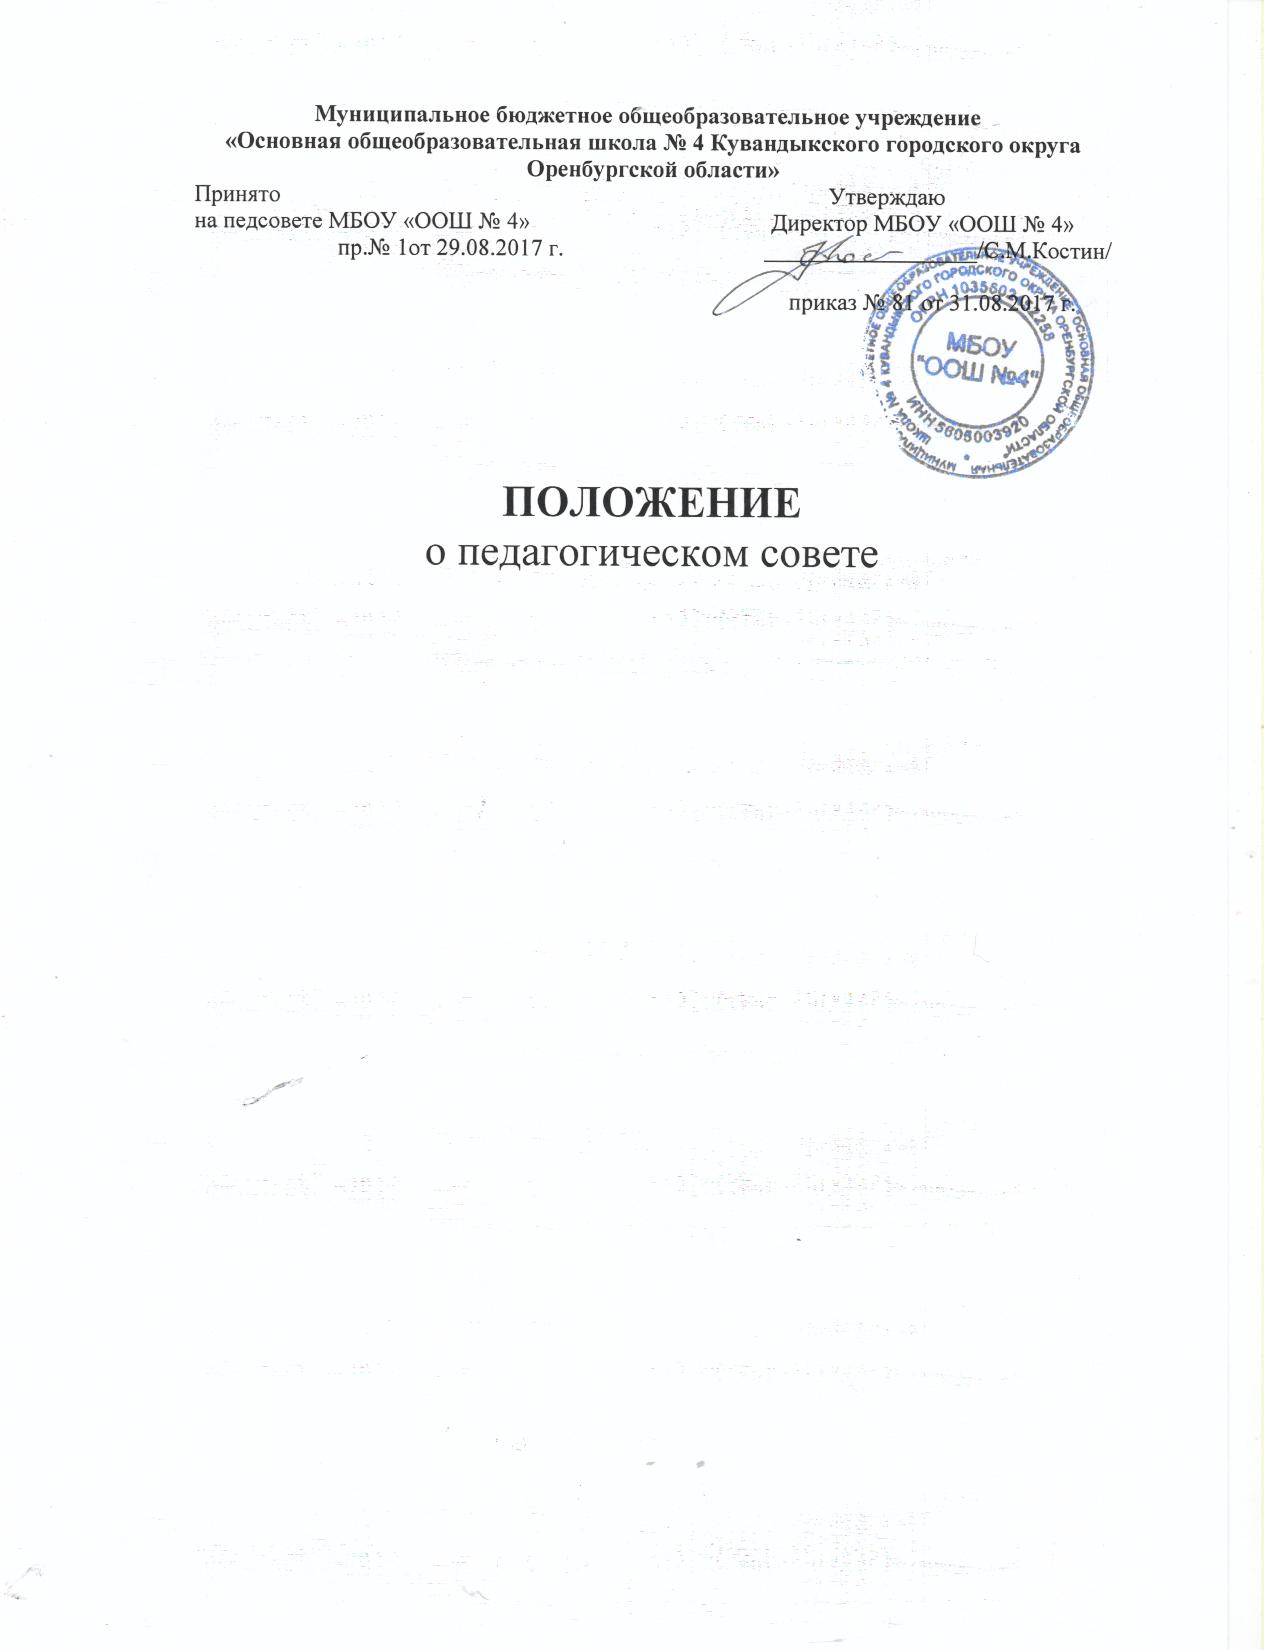 Муниципальное бюджетное общеобразовательное учреждение
«Основная общеобразовательная школа № 4 Кувандыкского городского округа
Оренбургской области»
Принято
на педсовете МБОУ «ООШ № 4»
пр.№ 1от 29.08.2017 г.
Утверждаю
Директор МБОУ «ООШ № 4»
/С.М.Костин/
приказ № 81 от 31.08.2017 г.
МБОУ
"ООШ №4"
ИНН 5605003920
ПОЛОЖЕНИЕ
о педагогическом совете